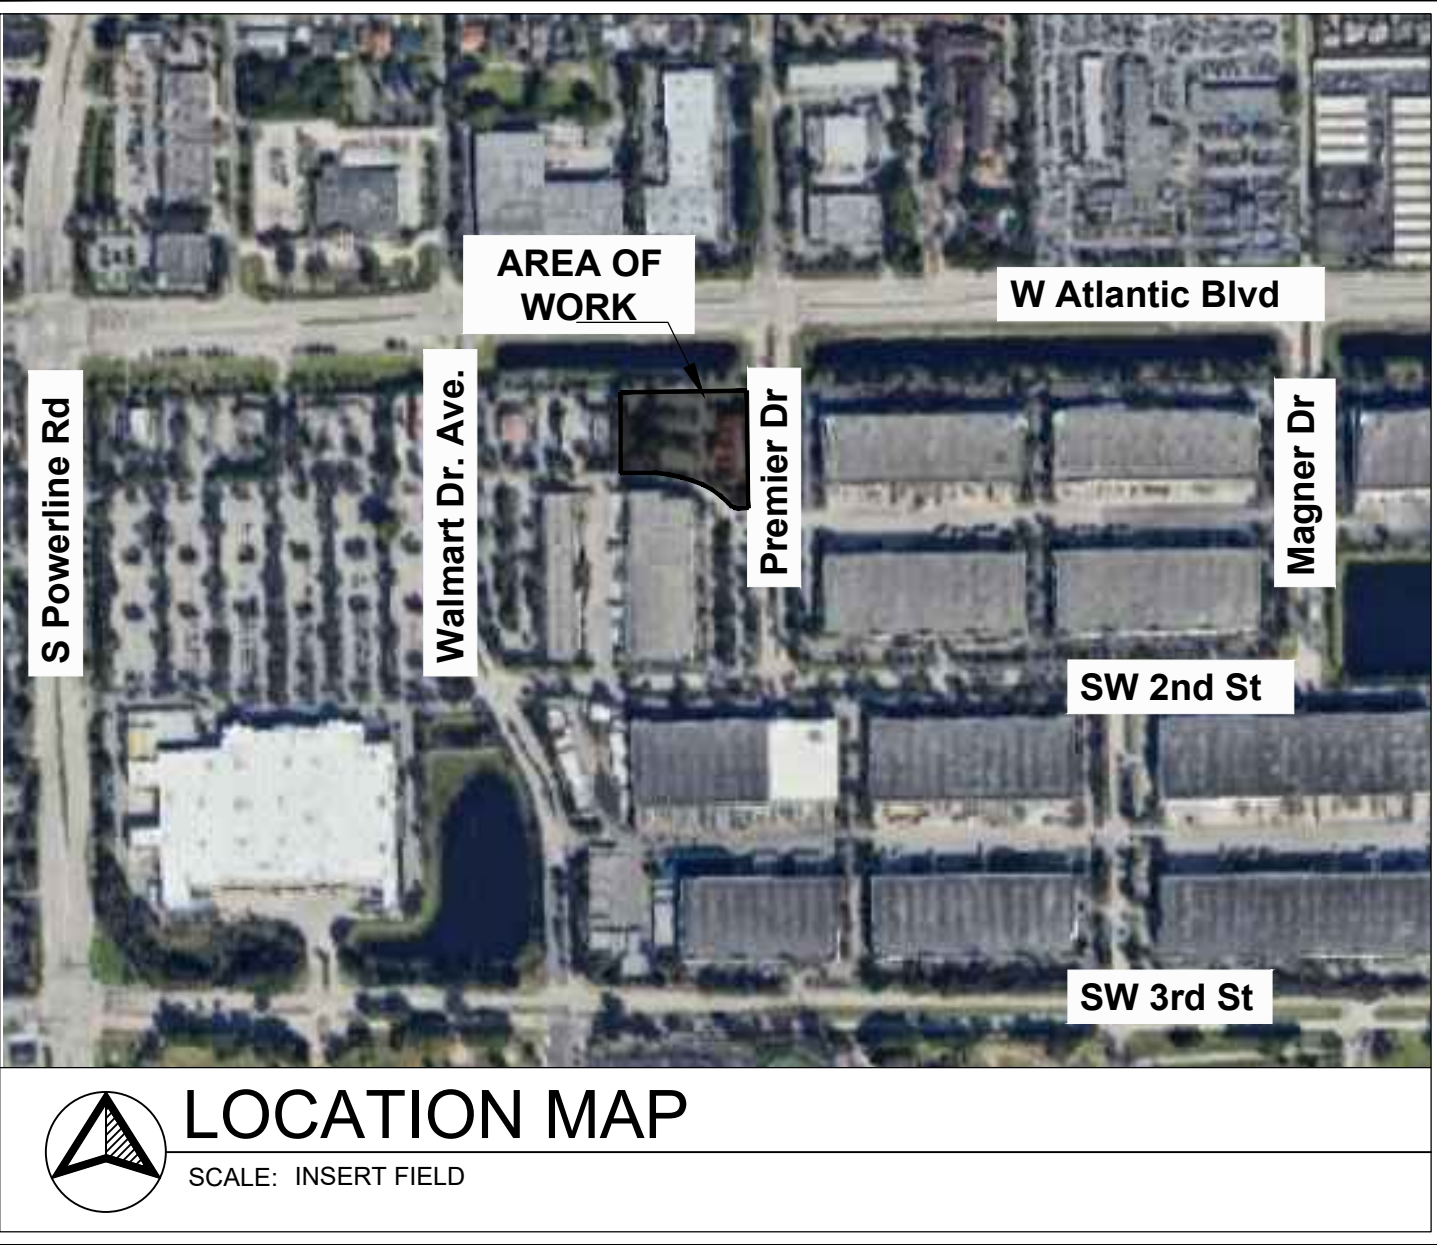 AREA OF
WORK
W Atlantic Blvd
S Powerline Rd
Walmart Dr. Ave.
Premier Dr
Magner Dr
SW 2nd St
SW 3rd St
LOCATION MAP
SCALE: INSERT FIELD